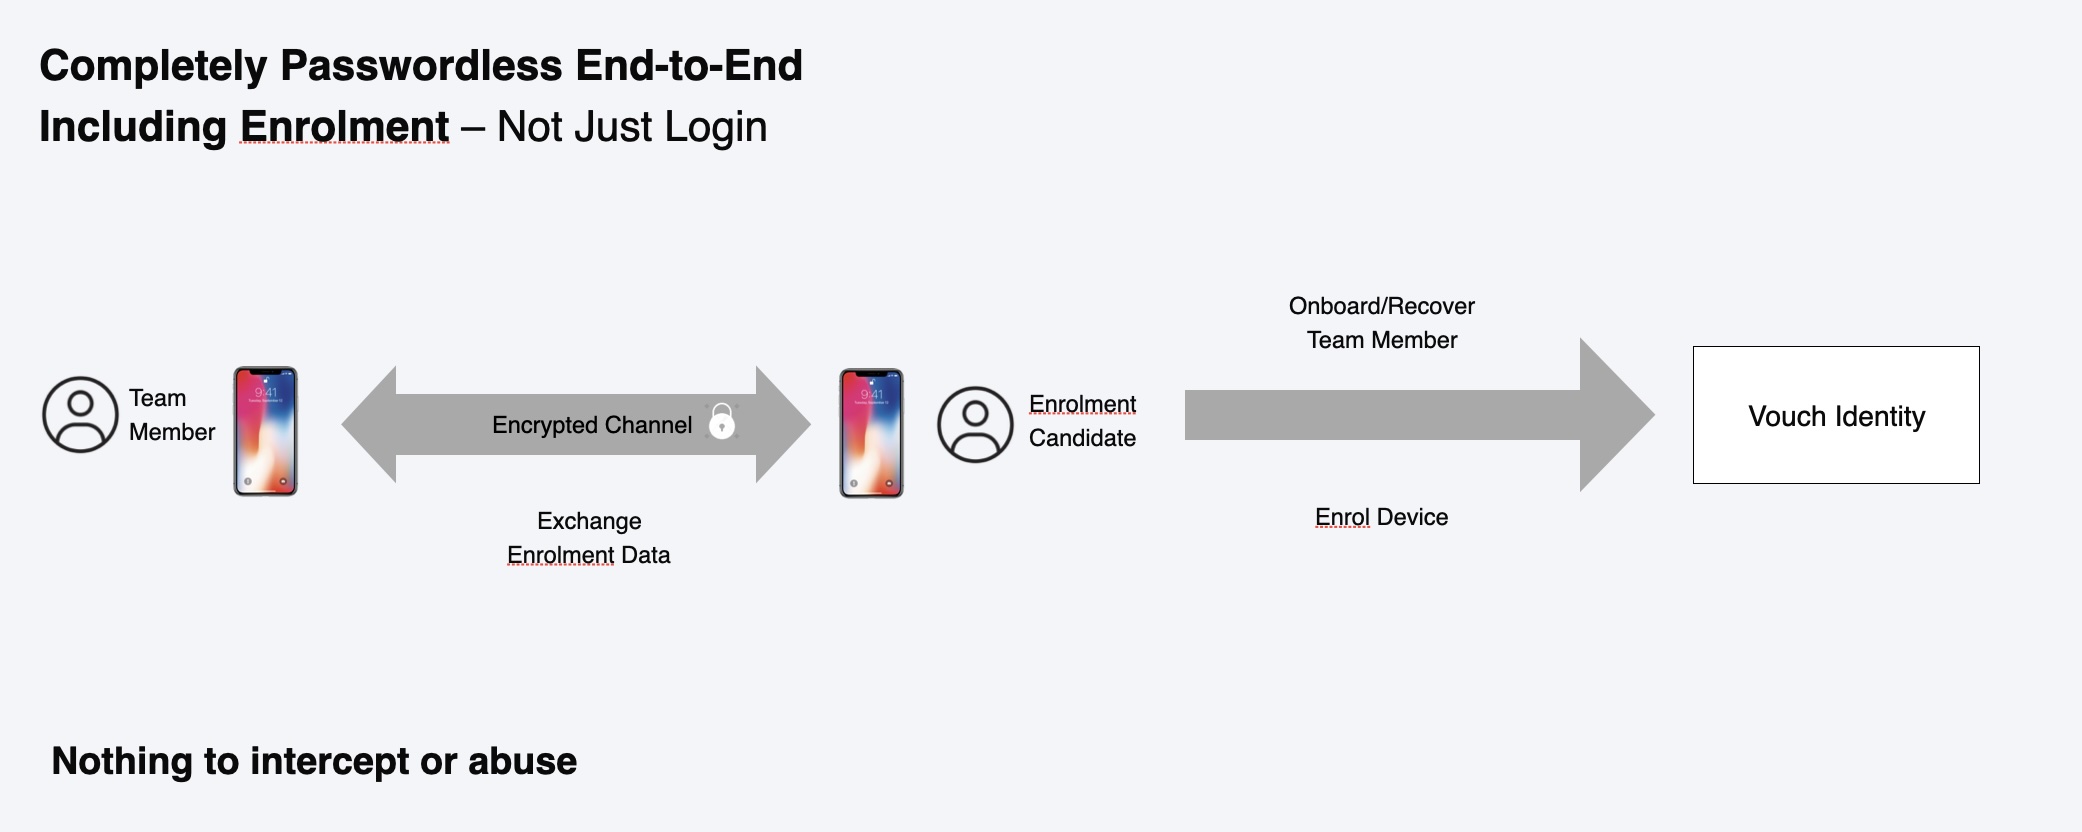 Completely Passwordless End-to-End
Including Enrolment – Not Just Login
Onboard/Recover
Team Member
Team
Member
9:41
Encrypted Channel
9:41
Enrolment
Candidate
Vouch Identity
Exchange
Enrolment Data
Enrol Device
Nothing to intercept or abuse